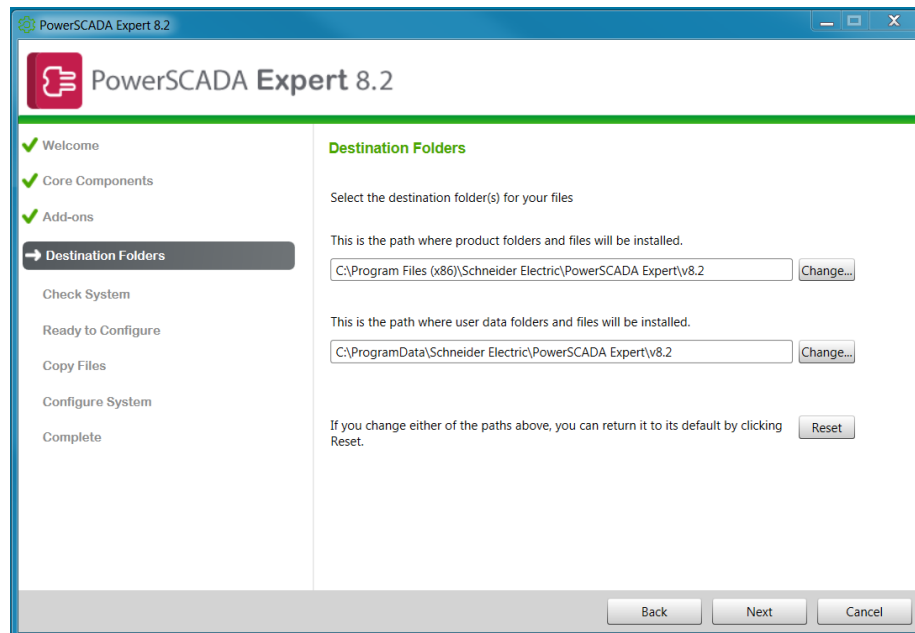 PowerSCADA Expert 8.2
PowerSCADA Expert 8.2
Welcome
Core Components
Add-ons
Destination Folders
Check System
Ready to Configure
Copy Files
Configure System
Complete
Destination Folders
Select the destination folder(s) for your files
This is the path where product folders and files will be installed.
C:\Program Files (x86)\Schneider Electric\PowerSCADA Expert\v8.2
Change...
This is the path where user data folders and files will be installed.
C:\ProgramData\Schneider Electric\PowerSCADA Expert\v8.2
Change...
If you change either of the paths above, you can return it to its default by clicking
Reset.
Reset
Back
Next
Cancel